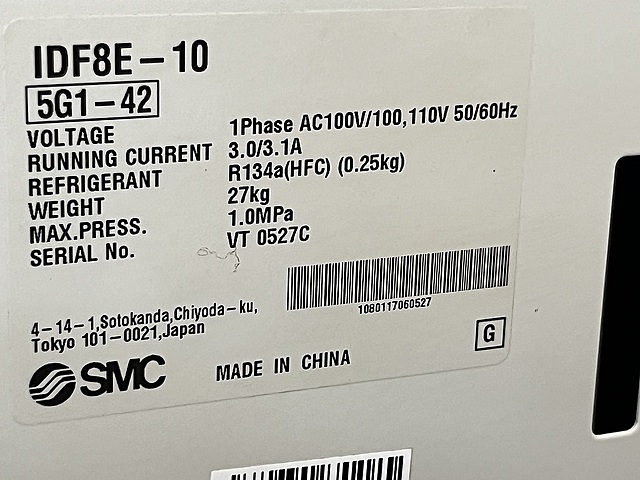 IDF8E-10
5G1-42
VOLTAGE 1Phase AC100V/100,110V 50/60Hz
RUNNING CURRENT 3.0/3.1A
REFRIGERANT R134a(HFC) (0.25kg)
WEIGHT 27kg
MAX.PRESS. 1.0MPa
SERIAL No. VT 0527C
1080117060527
4-14-1,Sotokanda,Chiyoda-ku,
Tokyo 101-0021,Japan
G
SMC MADE IN CHINA